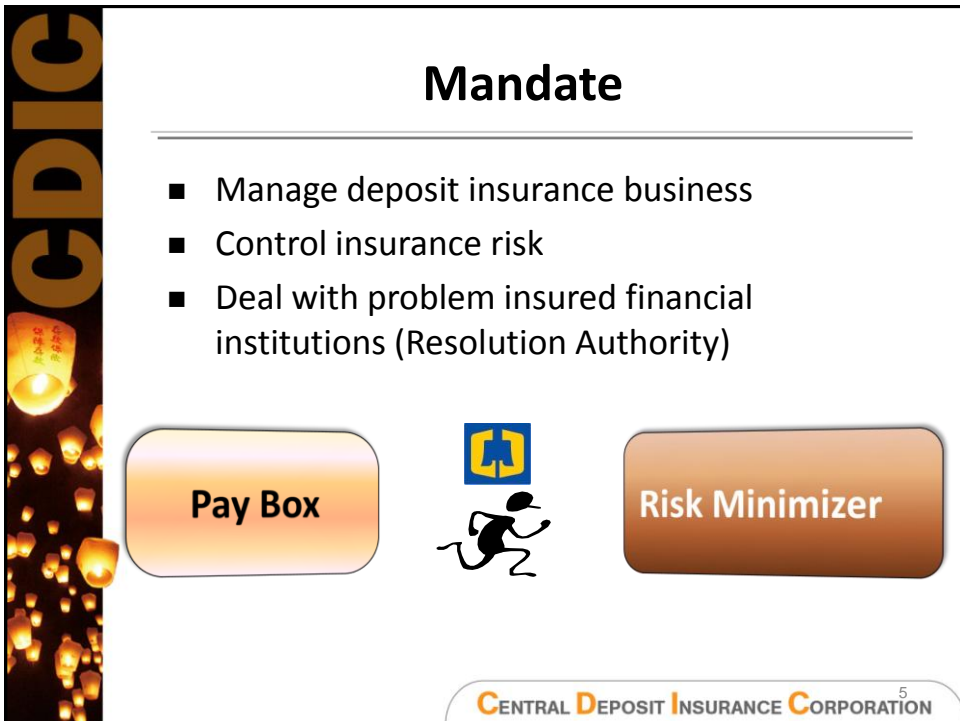 CDIC
Mandate
■ Manage deposit insurance business
■ Control insurance risk
■ Deal with problem insured financial
institutions (Resolution Authority)
Pay Box
Risk Minimizer
5
CENTRAL DEPOSIT INSURANCE CORPORATION